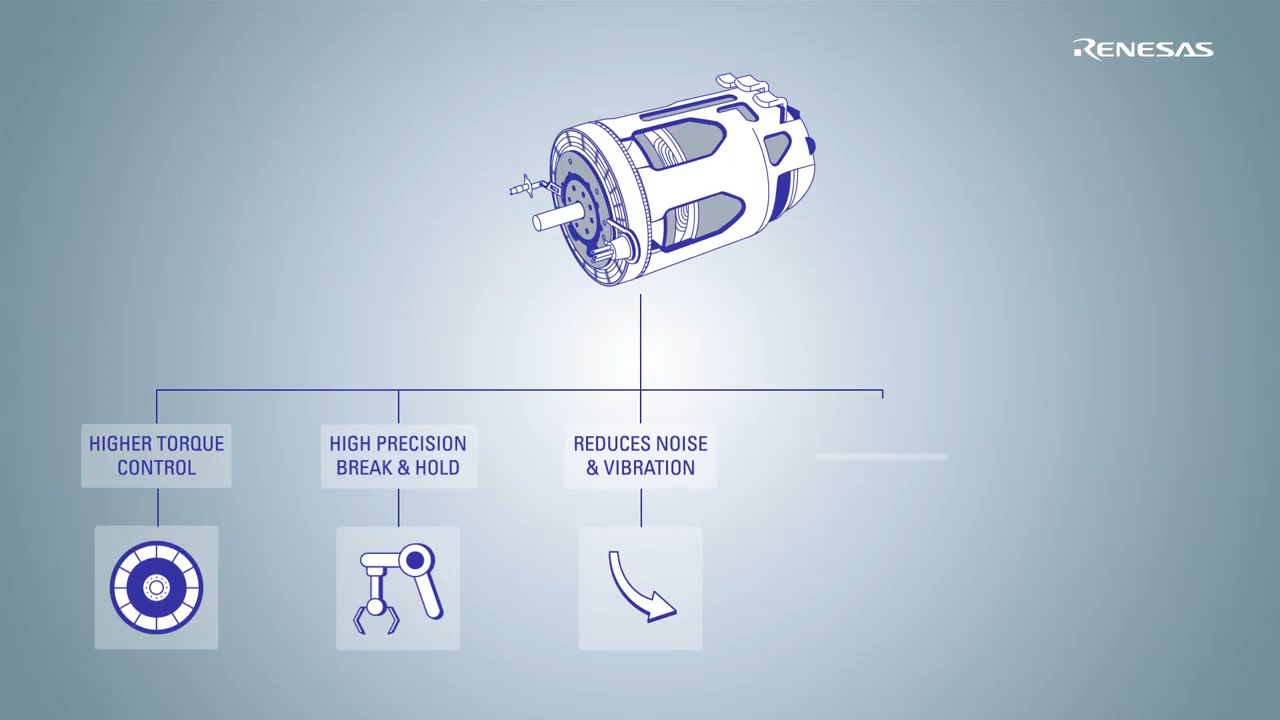 RENESAS
HIGHER TORQUE
CONTROL
HIGH PRECISION
BREAK & HOLD
REDUCES NOISE
& VIBRATION